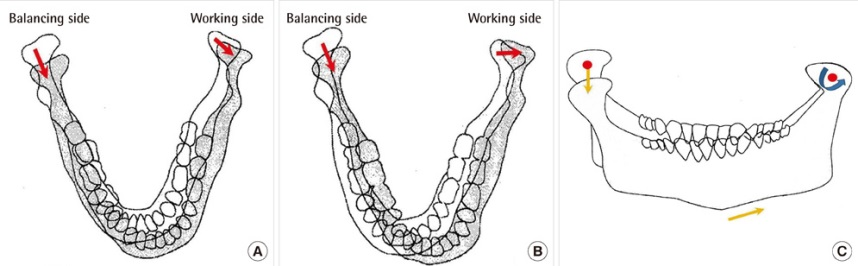 Balancing side
Working side
A
Balancing side
Working side
B
C